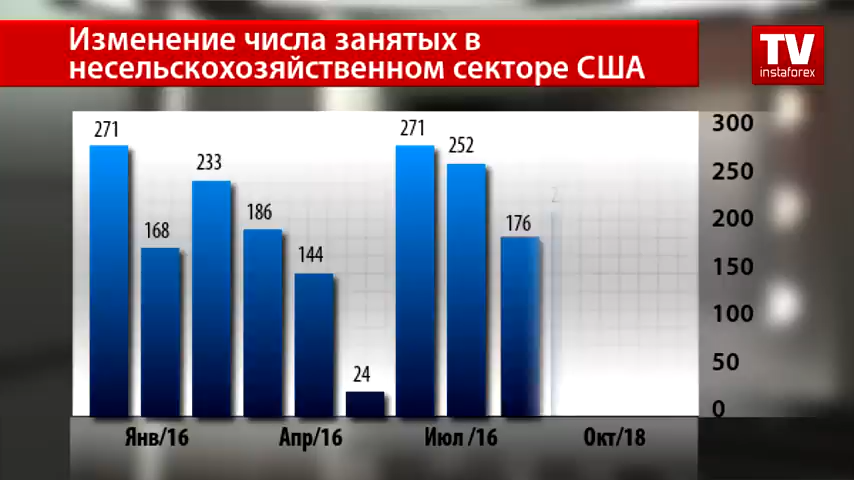 Изменение числа занятых в
несельскохозяйственном секторе США
TV
instaforex
271
168
233
186
144
24
271
252
176
300
250
200
150
100
50
0
Янв/16
Апр/16
Июл /16
Окт/18